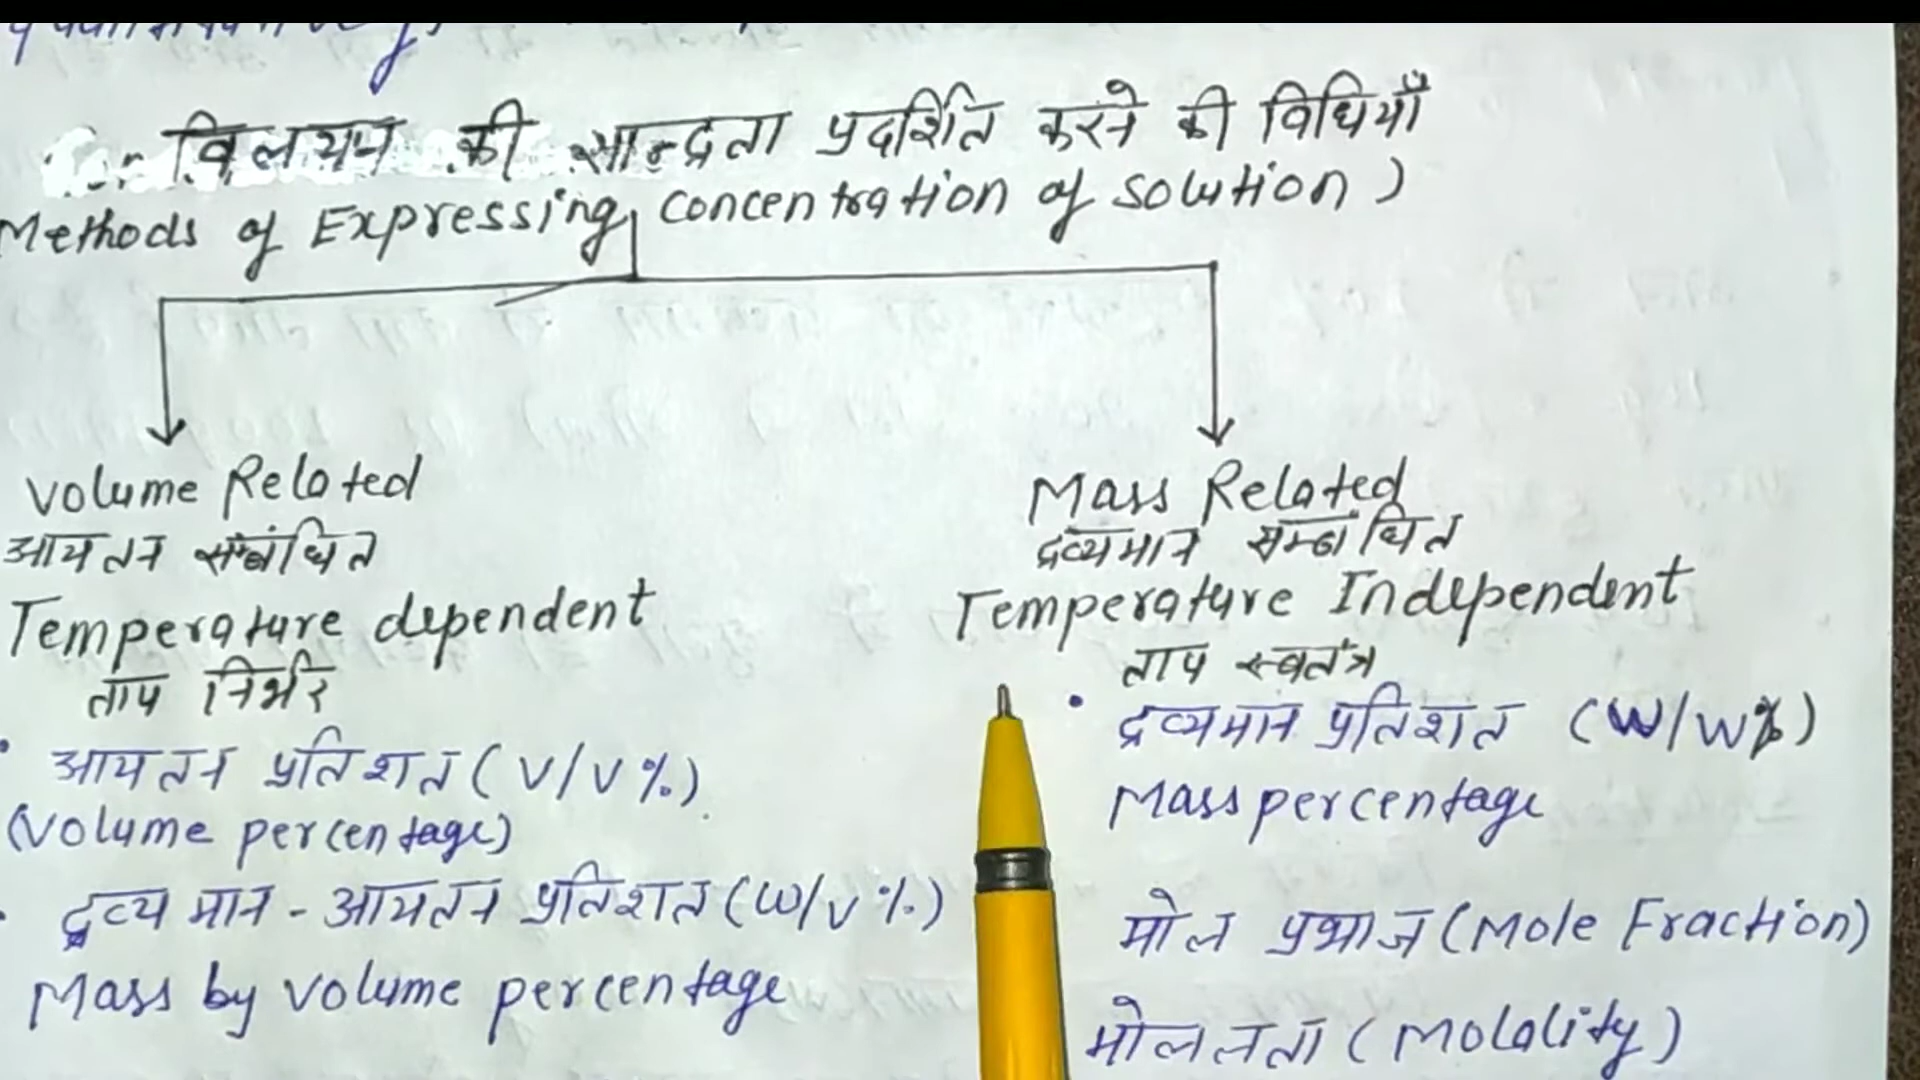 विलयन की सान्द्रता प्रदर्शित करने की विधियाँ
Methods of Expressing concentration of solution)
Volume Related
आयतन सम्बंधित
Temperature dependent
ताप निर्भर
आयतन प्रतिशत (V/V %)
(volume percentage)
द्रव्यमान - आयतन प्रतिशत (W/V %)
Mass by volume percentage
Mass Related
द्रव्यमान सम्बंधित
Temperature Independent
ताप स्वतंत्र
द्रव्यमान प्रतिशत (W/W%)
Mass percentage
मोल प्रभाज (Mole Fraction)
मोललता (Molality)